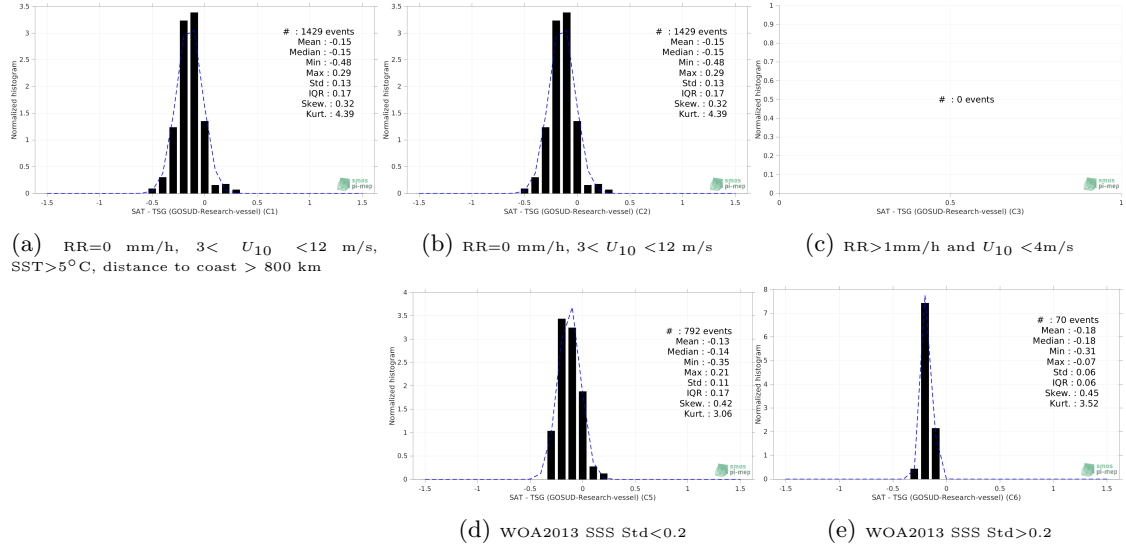 3.5
3
2.5
2
1.5
1
0.5
0
Normalized histogram
# : 1429 events
Mean : -0.15
Median : -0.15
Min : -0.48
Max : 0.29
Std : 0.13
IQR : 0.17
Skew. : 0.32
Kurt. : 4.39
smos
pi-mep
-1.5 -1 -0.5 0 0.5 1 1.5
SAT - TSG (GOSUD-Research-vessel) (C1)
(a) RR=0 mm/h, 3< U10 <12 m/s,
SST>5°C, distance to coast > 800 km
3.5
3
2.5
2
1.5
1
0.5
0
Normalized histogram
# : 1429 events
Mean : -0.15
Median : -0.15
Min : -0.48
Max : 0.29
Std : 0.13
IQR : 0.17
Skew. : 0.32
Kurt. : 4.39
smos
pi-mep
-1.5 -1 -0.5 0 0.5 1 1.5
SAT - TSG (GOSUD-Research-vessel) (C2)
(b) RR=0 mm/h, 3< U10 <12 m/s
1
0.9
0.8
0.7
0.6
0.5
0.4
0.3
0.2
0.1
0
Normalized histogram
# : 0 events
smos
pi-mep
0 0.5 1
SAT - TSG (GOSUD-Research-vessel) (C3)
(c) RR>1mm/h and U10 <4m/s
4
3.5
3
2.5
2
1.5
1
0.5
0
Normalized histogram
# : 792 events
Mean : -0.13
Median : -0.14
Min : -0.35
Max : 0.21
Std : 0.11
IQR : 0.17
Skew. : 0.42
Kurt. : 3.06
smos
pi-mep
-1.5 -1 -0.5 0 0.5 1 1.5
SAT - TSG (GOSUD-Research-vessel) (C5)
(d) WOA2013 SSS Std<0.2
8
7
6
5
4
3
2
1
0
Normalized histogram
# : 70 events
Mean : -0.18
Median : -0.18
Min : -0.31
Max : -0.07
Std : 0.06
IQR : 0.06
Skew. : 0.45
Kurt. : 3.52
smos
pi-mep
-1.5 -1 -0.5 0 0.5 1 1.5
SAT - TSG (GOSUD-Research-vessel) (C6)
(e) WOA2013 SSS Std>0.2